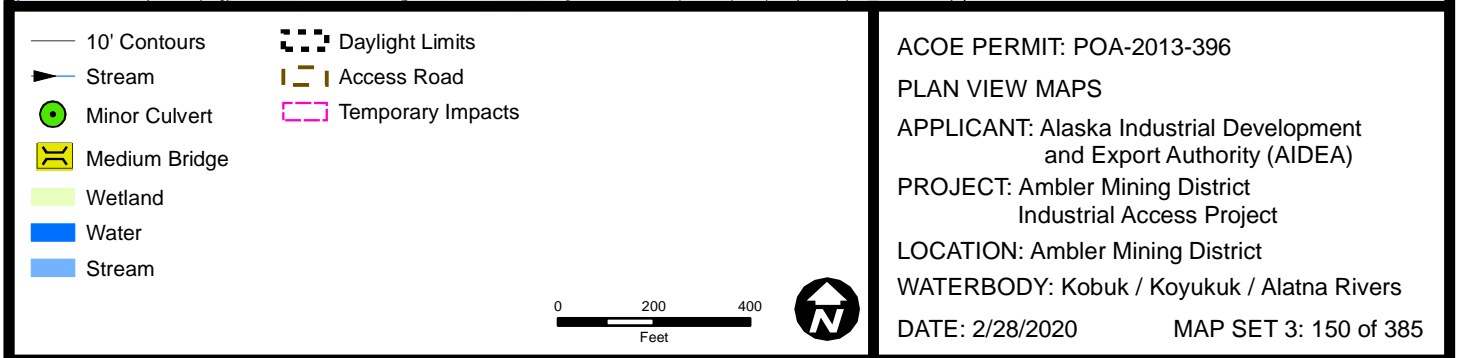 10' Contours
Stream
Minor Culvert
Medium Bridge
Wetland
Water
Stream
Daylight Limits
Access Road
Temporary Impacts
0 200 400
Feet
N
ACOE PERMIT: POA-2013-396
PLAN VIEW MAPS
APPLICANT: Alaska Industrial Development
and Export Authority (AIDEA)
PROJECT: Ambler Mining District
Industrial Access Project
LOCATION: Ambler Mining District
WATERBODY: Kobuk / Koyukuk / Alatna Rivers
DATE: 2/28/2020 MAP SET 3: 150 of 385